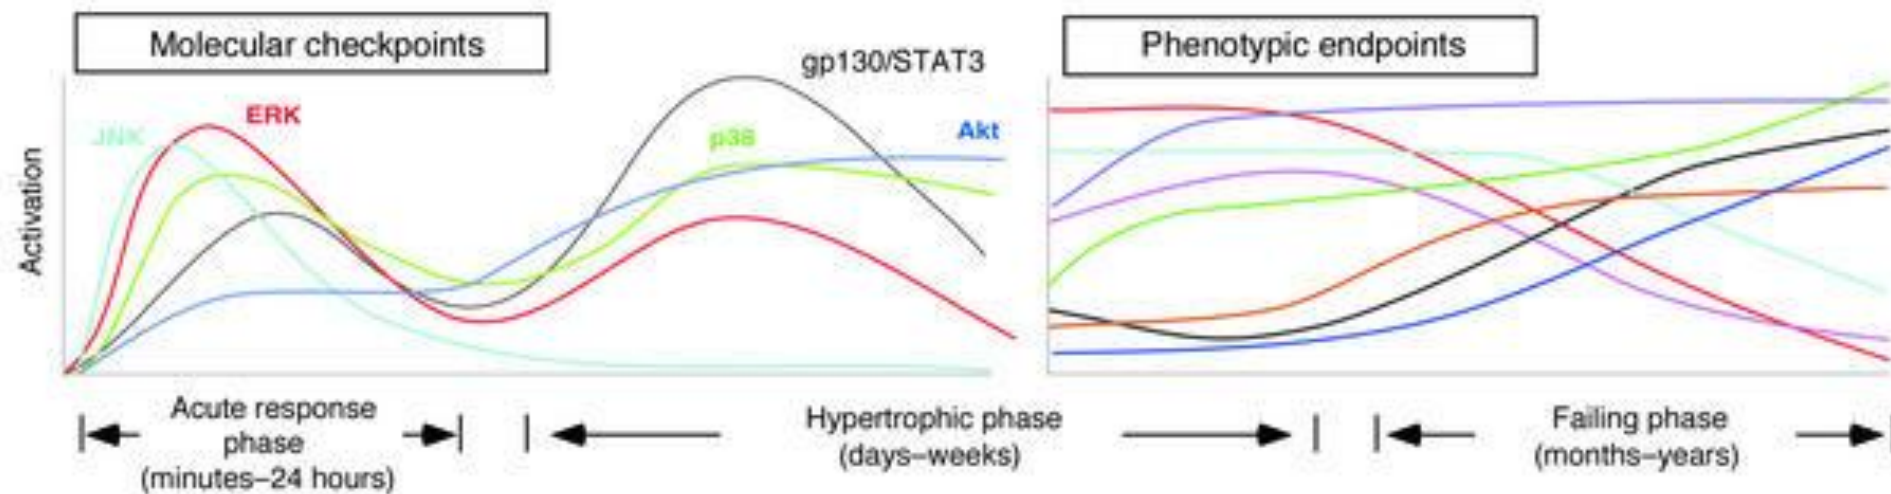 Molecular checkpoints
Phenotypic endpoints
gp130/STAT3
ERK
JNK
p38
Akt
Activation
Acute response
phase
(minutes–24 hours)
Hypertrophic phase
(days–weeks)
Failing phase
(months–years)